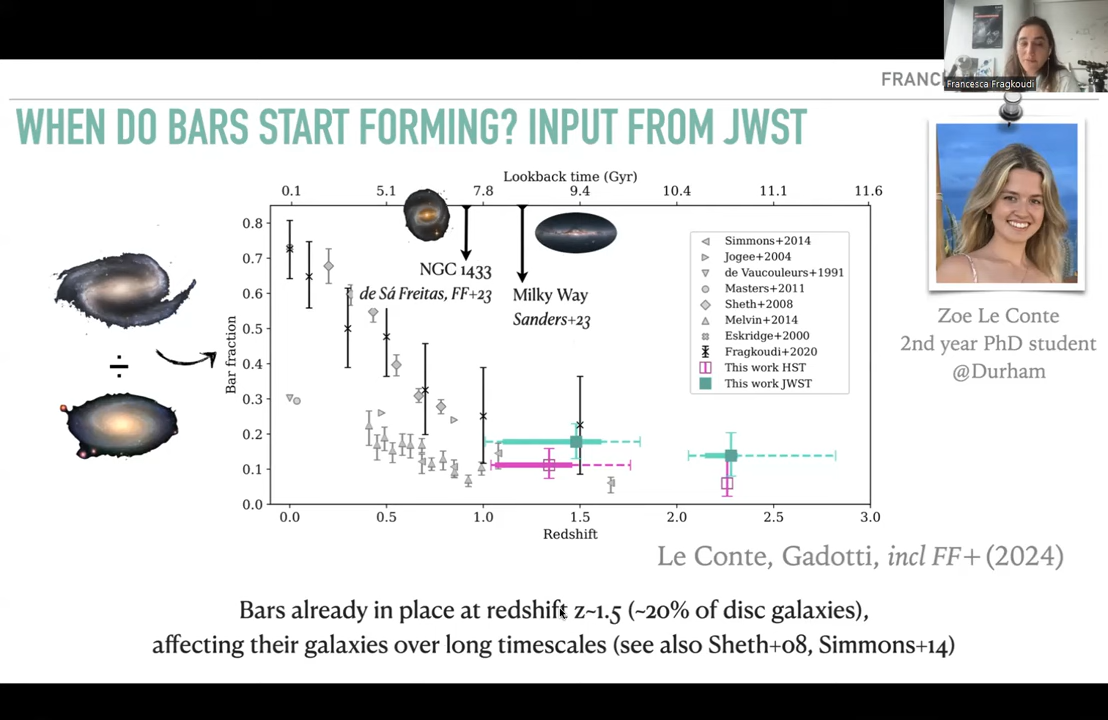 FRANC
Francesca Fragkoudi
WHEN DO BARS START FORMING? INPUT FROM JWST
Lookback time (Gyr)
0.1 5.1 7.8 9.4 10.4 11.1 11.6
0.8
0.7
0.6
0.5
0.4
0.3
0.2
0.1
0.0
Bar fraction
NGC 1433
de Sá Freitas, FF+23
Milky Way
Sanders+23
Simmons+2014
Jogee+2004
de Vaucouleurs+1991
Masters+2011
Sheth+2008
Melvin+2014
Eskridge+2000
Fragkoudi+2020
This work HST
This work JWST
0.0 0.5 1.0 1.5 2.0 2.5 3.0
Redshift
÷
Zoe Le Conte
2nd year PhD student
@Durham
Le Conte, Gadotti, incl FF+ (2024)
Bars already in place at redshift z~1.5 (~20% of disc galaxies),
affecting their galaxies over long timescales (see also Sheth+08, Simmons+14)